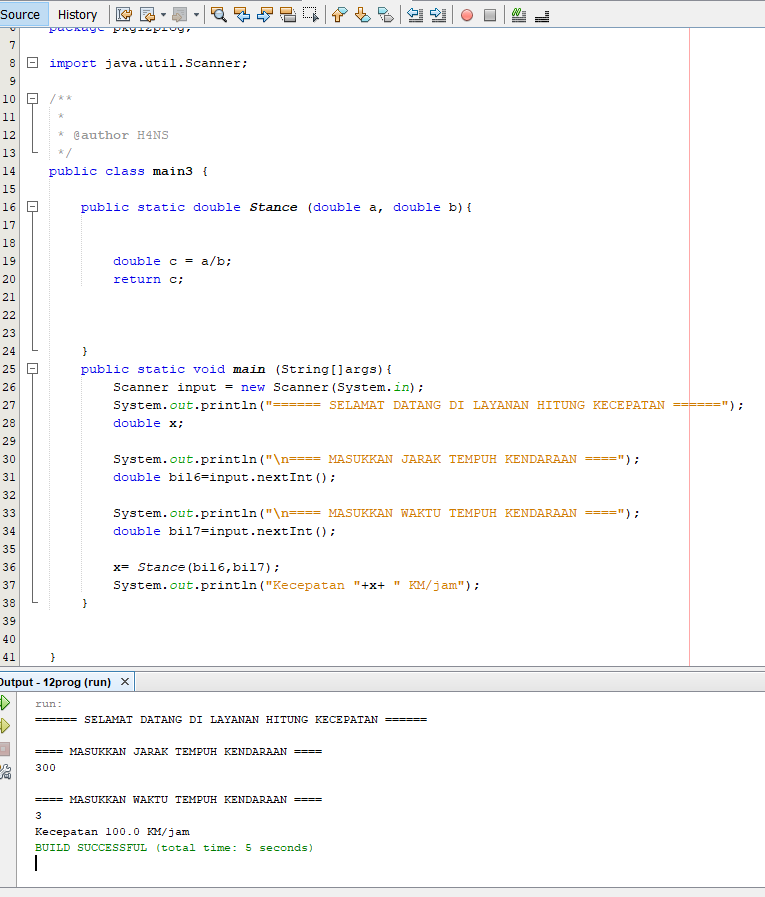 Source History
package pkg12prog;
7
8 import java.util.Scanner;
9
10 /**
11 *
12 * @author H4NS
13 */
14 public class main3 {
15
16 public static double Stance (double a, double b){
17
18
19 double c = a/b;
20 return c;
21
22
23
24 }
25 public static void main (String[]args){
26 Scanner input = new Scanner(System.in);
27 System.out.println("====== SELAMAT DATANG DI LAYANAN HITUNG KECEPATAN ======");
28 double x;
29
30 System.out.println("\n==== MASUKKAN JARAK TEMPUH KENDARAAN ====");
31 double bil6=input.nextInt();
32
33 System.out.println("\n==== MASUKKAN WAKTU TEMPUH KENDARAAN ====");
34 double bil7=input.nextInt();
35
36 x= Stance(bil6,bil7);
37 System.out.println("Kecepatan "+x+ " KM/jam");
38 }
39
40
41 }
Output - 12prog (run)
run:
====== SELAMAT DATANG DI LAYANAN HITUNG KECEPATAN ======
==== MASUKKAN JARAK TEMPUH KENDARAAN ====
300
==== MASUKKAN WAKTU TEMPUH KENDARAAN ====
3
Kecepatan 100.0 KM/jam
BUILD SUCCESSFUL (total time: 5 seconds)